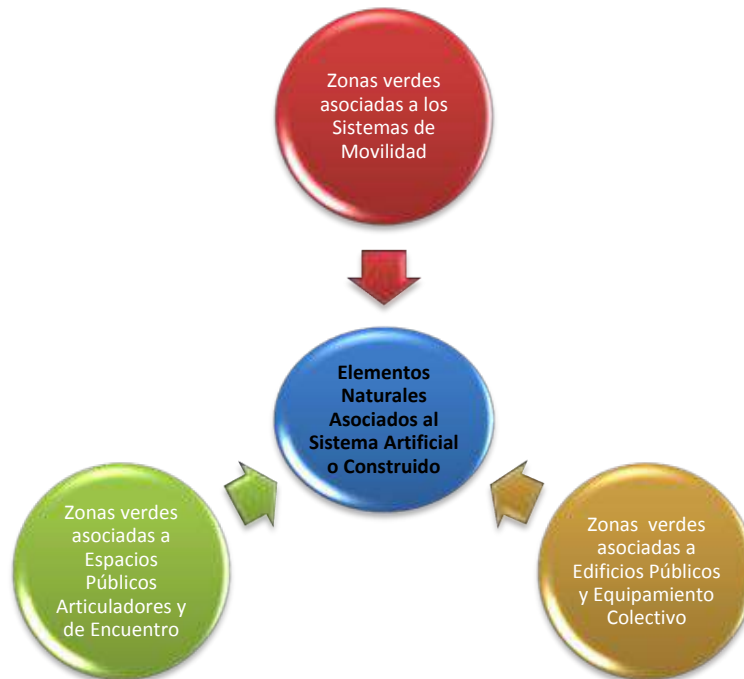 Zonas verdes
asociadas a los
Sistemas de
Movilidad
Elementos
Naturales
Asociados al
Sistema Artificial
o Construido
Zonas verdes
asociadas a
Espacios
Públicos
Articuladores y
de Encuentro
Zonas verdes
asociadas a
Edificios Públicos
y Equipamiento
Colectivo